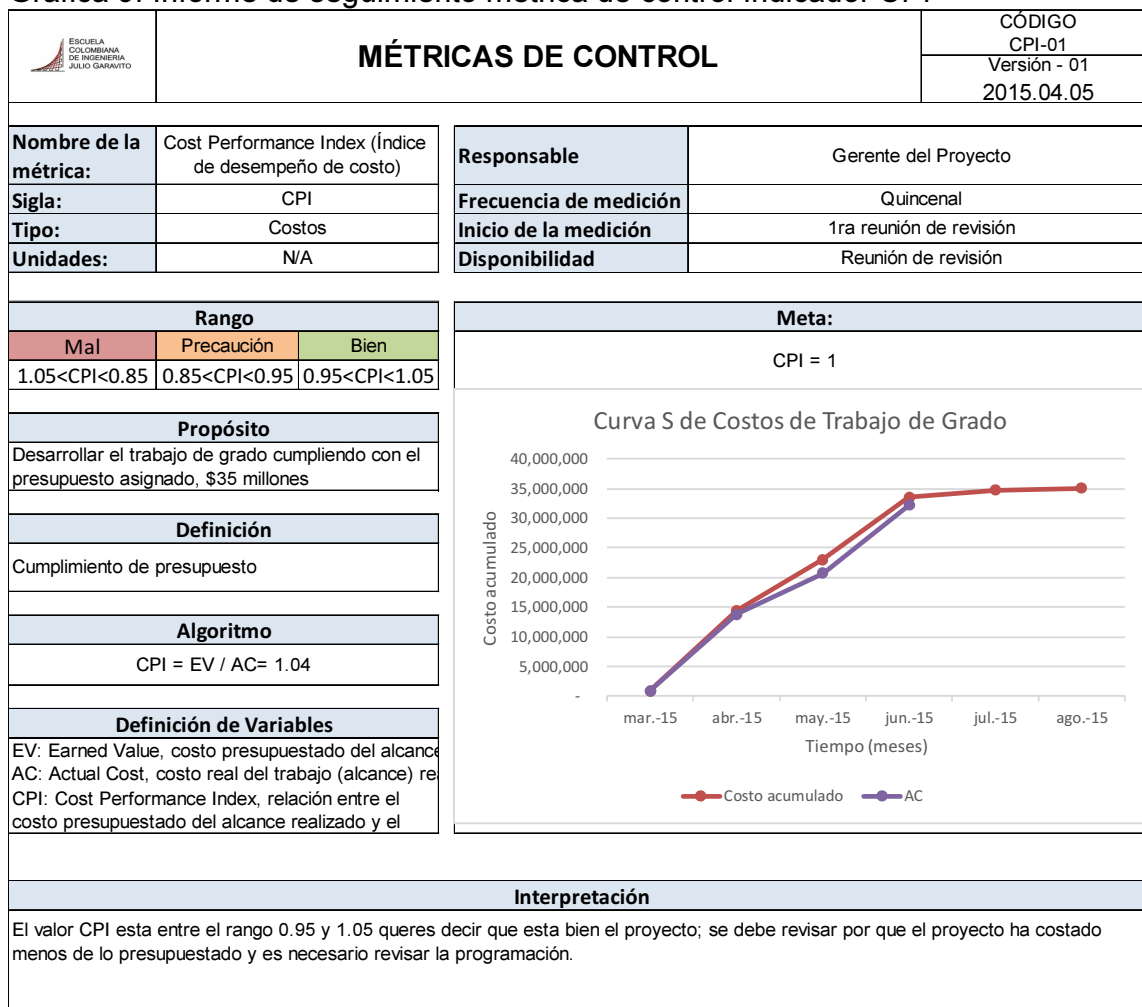 ESCUELA
COLOMBIANA
DE INGENIERIA
JULIO GARAVITO
MÉTRICAS DE CONTROL
CÓDIGO
CPI-01
Versión - 01
2015.04.05
Nombre de la
métrica:
Cost Performance Index (Índice
de desempeño de costo)
Sigla:
CPI
Tipo:
Costos
Unidades:
N/A
Responsable
Gerente del Proyecto
Frecuencia de medición
Quincenal
Inicio de la medición
1ra reunión de revisión
Disponibilidad
Reunión de revisión
Rango
Mal
Precaución
Bien
1.05<CPI<0.85
0.85<CPI<0.95
0.95<CPI<1.05
Meta:
CPI = 1
Propósito
Desarrollar el trabajo de grado cumpliendo con el
presupuesto asignado, $35 millones
Definición
Cumplimiento de presupuesto
Algoritmo
CPI = EV / AC= 1.04
Definición de Variables
EV: Earned Value, costo presupuestado del alcance
AC: Actual Cost, costo real del trabajo (alcance) re
CPI: Cost Performance Index, relación entre el
costo presupuestado del alcance realizado y el
Curva S de Costos de Trabajo de Grado
Costo acumulado
40,000,000
35,000,000
30,000,000
25,000,000
20,000,000
15,000,000
10,000,000
5,000,000
-
mar.-15 abr.-15 may.-15 jun.-15 jul.-15 ago.-15
Tiempo (meses)
Costo acumulado AC
Interpretación
El valor CPI esta entre el rango 0.95 y 1.05 queres decir que esta bien el proyecto; se debe revisar por que el proyecto ha costado
menos de lo presupuestado y es necesario revisar la programación.